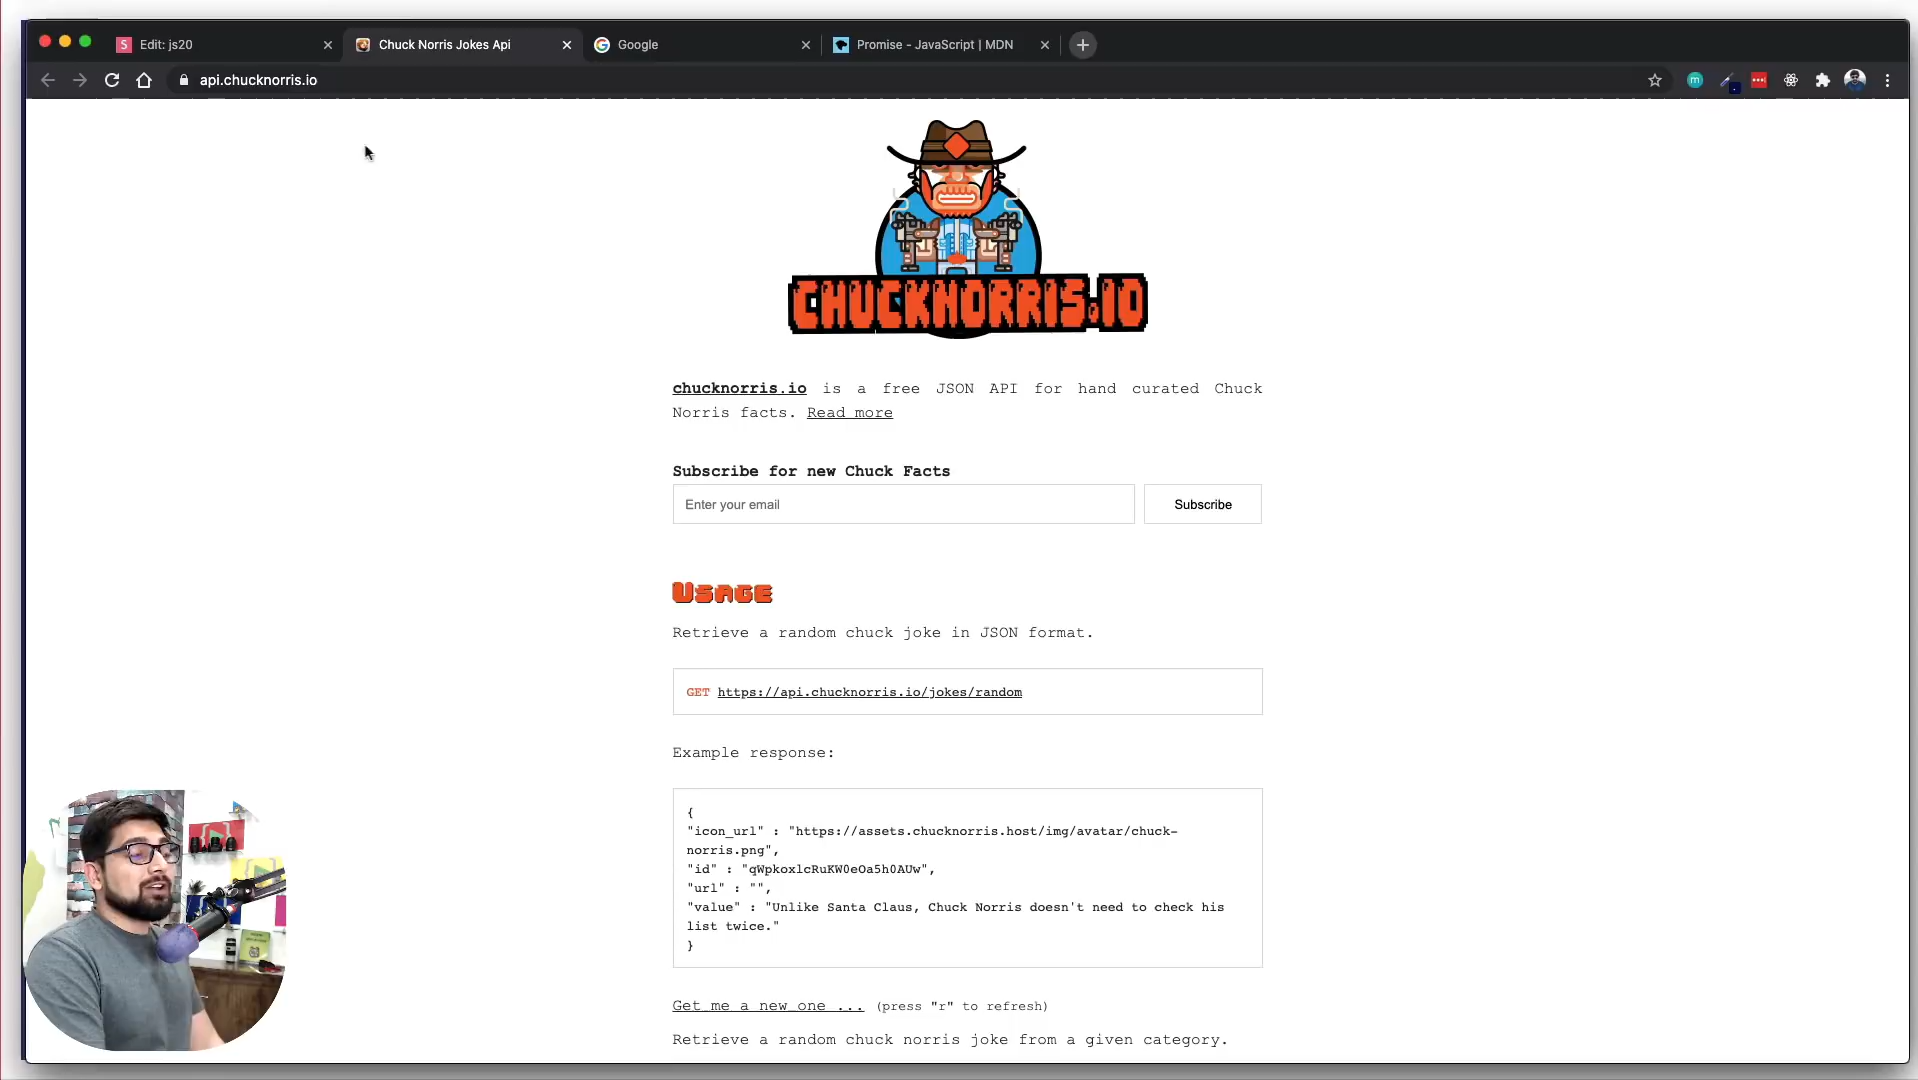 Edit: js20
Chuck Norris Jokes Api
Google
Promise - JavaScript | MDN
api.chucknorris.io
CHUCKNORRIS.IO
chucknorris.io is a free JSON API for hand curated Chuck
Norris facts. Read more
Subscribe for new Chuck Facts
Enter your email
Subscribe
Usage
Retrieve a random chuck joke in JSON format.
GET https://api.chucknorris.io/jokes/random
Example response:
{
"icon_url" : "https://assets.chucknorris.host/img/avatar/chuck-
norris.png",
"id" : "qWpkoxlcRuKW0eOa5h0AUw",
"url" : "",
"value" : "Unlike Santa Claus, Chuck Norris doesn't need to check his
list twice."
}
Get me a new one ... (press "r" to refresh)
Retrieve a random chuck norris joke from a given category.